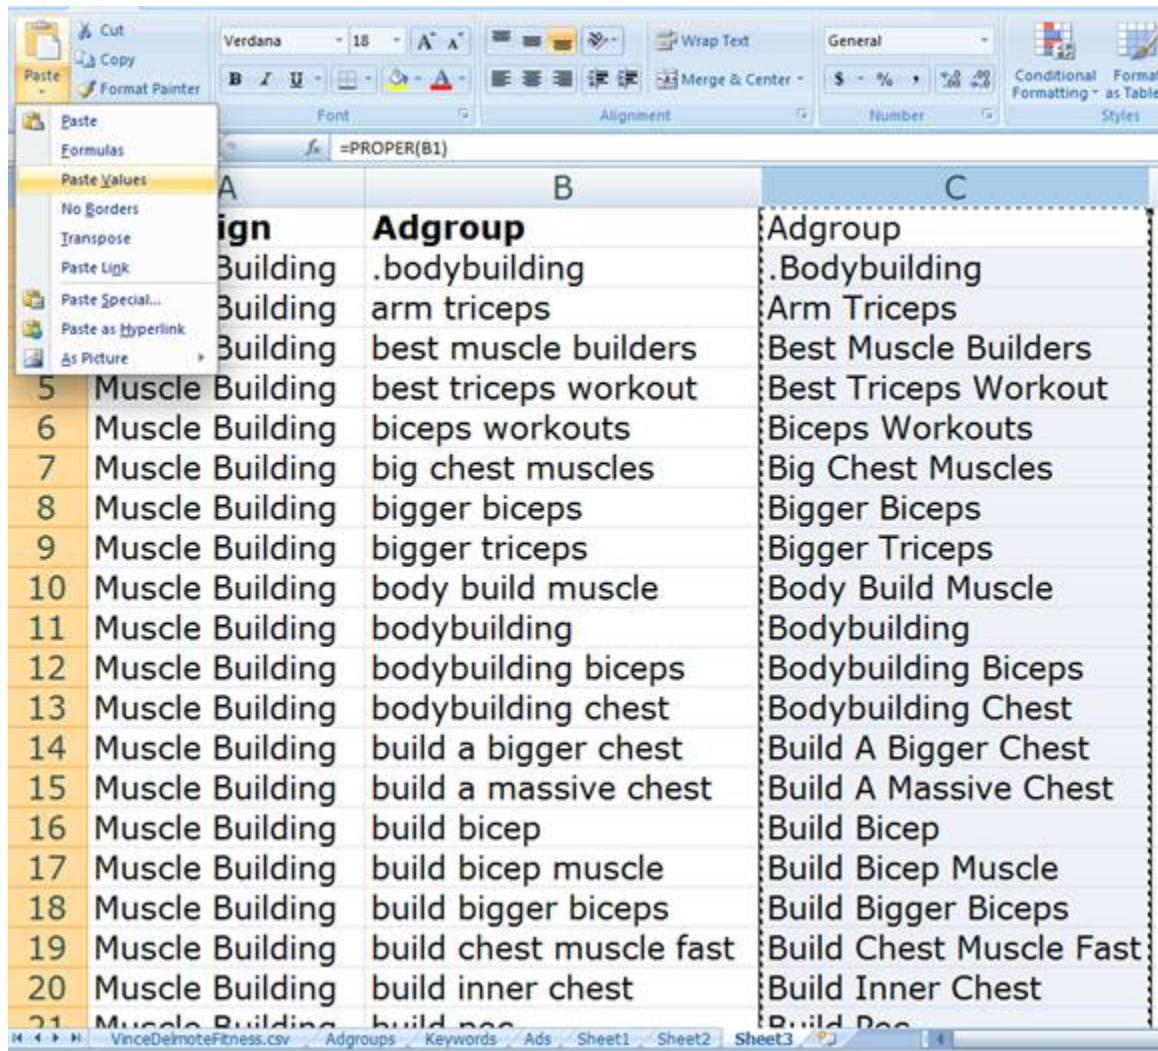 Cut
Copy
Format Painter
Paste
Verdana 18 A A
B I U A
Font
Wrap Text
Merge & Center
Alignment
General
$ % ,
Number
Conditional Formatting
as Table
Styles
Paste
Formulas
Paste Values
No Borders
Transpose
Paste Link
Paste Special...
Paste as Hyperlink
As Picture
fx =PROPER(B1)
A B C
ign Adgroup Adgroup
Building .bodybuilding .Bodybuilding
Building arm triceps Arm Triceps
Building best muscle builders Best Muscle Builders
5 Muscle Building best triceps workout Best Triceps Workout
6 Muscle Building biceps workouts Biceps Workouts
7 Muscle Building big chest muscles Big Chest Muscles
8 Muscle Building bigger biceps Bigger Biceps
9 Muscle Building bigger triceps Bigger Triceps
10 Muscle Building body build muscle Body Build Muscle
11 Muscle Building bodybuilding Bodybuilding
12 Muscle Building bodybuilding biceps Bodybuilding Biceps
13 Muscle Building bodybuilding chest Bodybuilding Chest
14 Muscle Building build a bigger chest Build A Bigger Chest
15 Muscle Building build a massive chest Build A Massive Chest
16 Muscle Building build bicep Build Bicep
17 Muscle Building build bicep muscle Build Bicep Muscle
18 Muscle Building build bigger biceps Build Bigger Biceps
19 Muscle Building build chest muscle fast Build Chest Muscle Fast
20 Muscle Building build inner chest Build Inner Chest
21 Muscle Building build pec Build Pec
VinceDelmoteFitness.csv Adgroups Keywords Ads Sheet1 Sheet2 Sheet3